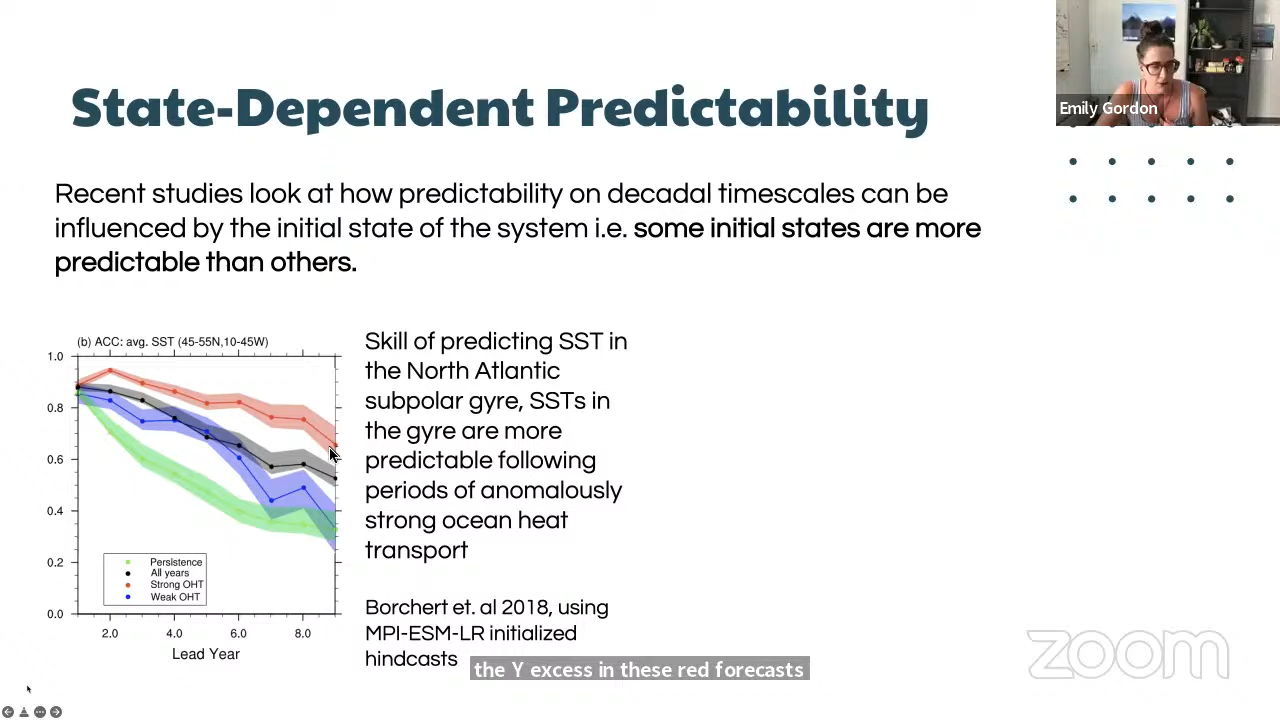 State-Dependent Predictability
Emily Gordon
Recent studies look at how predictability on decadal timescales can be
influenced by the initial state of the system i.e. some initial states are more
predictable than others.
(b) ACC: avg. SST (45-55N,10-45W)
1.0
0.8
0.6
0.4
0.2
0.0
Persistence
All years
Strong OHT
Weak OHT
2.0 4.0 6.0 8.0
Lead Year
Skill of predicting SST in
the North Atlantic
subpolar gyre, SSTs in
the gyre are more
predictable following
periods of anomalously
strong ocean heat
transport
Borchert et. al 2018, using
MPI-ESM-LR initialized
hindcasts
the Y excess in these red forecasts
zoom